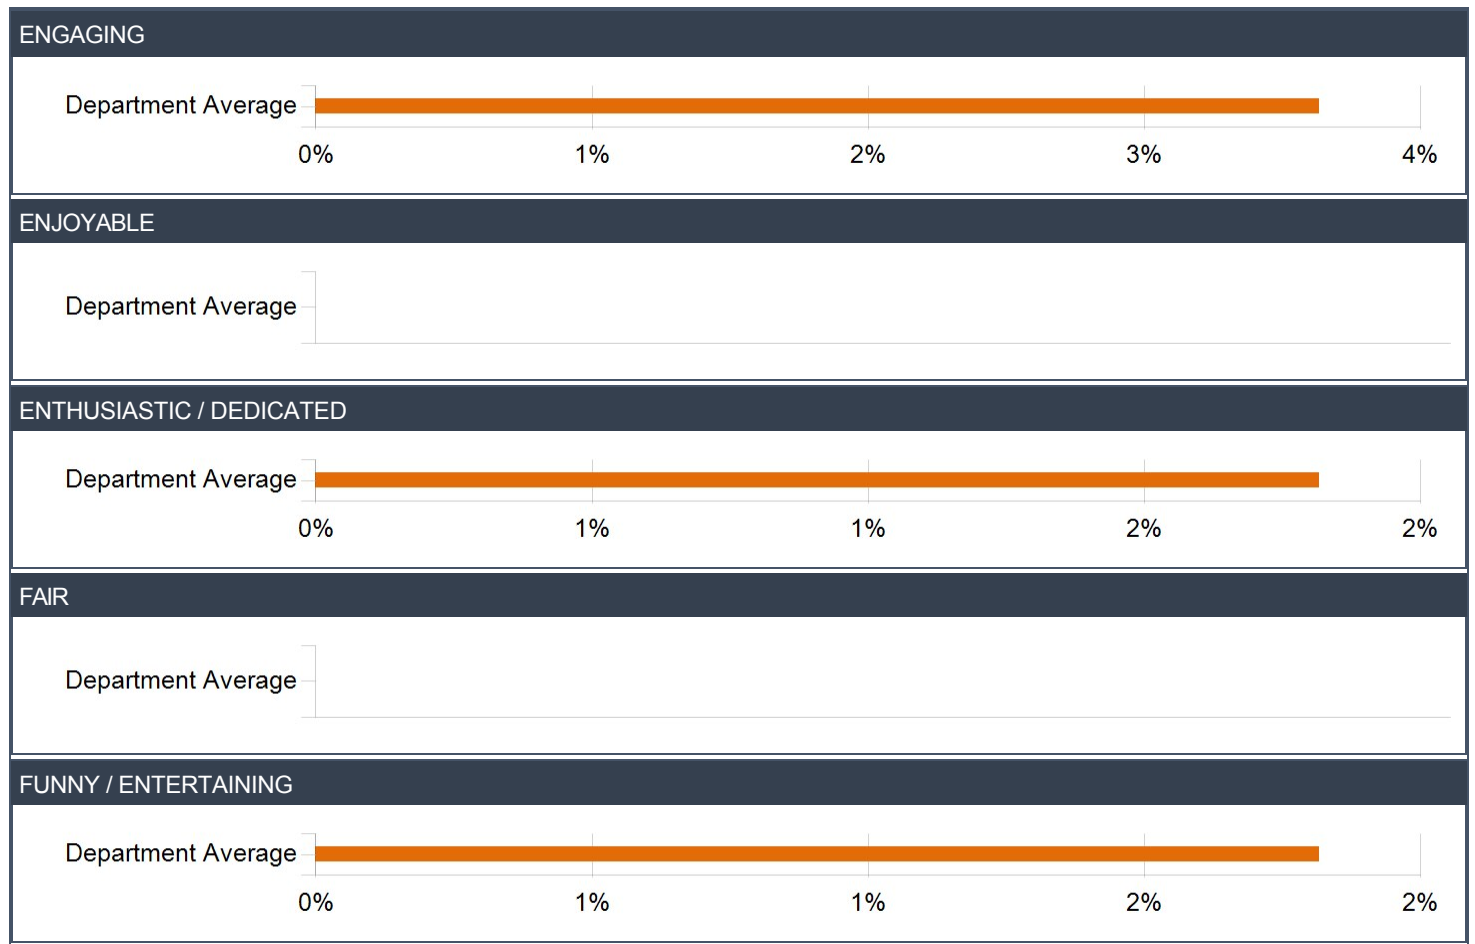 ENGAGING
Department Average
0% 1% 2% 3% 4%
ENJOYABLE
Department Average
ENTHUSIASTIC / DEDICATED
Department Average
0% 1% 1% 2% 2%
FAIR
Department Average
FUNNY / ENTERTAINING
Department Average
0% 1% 1% 2% 2%